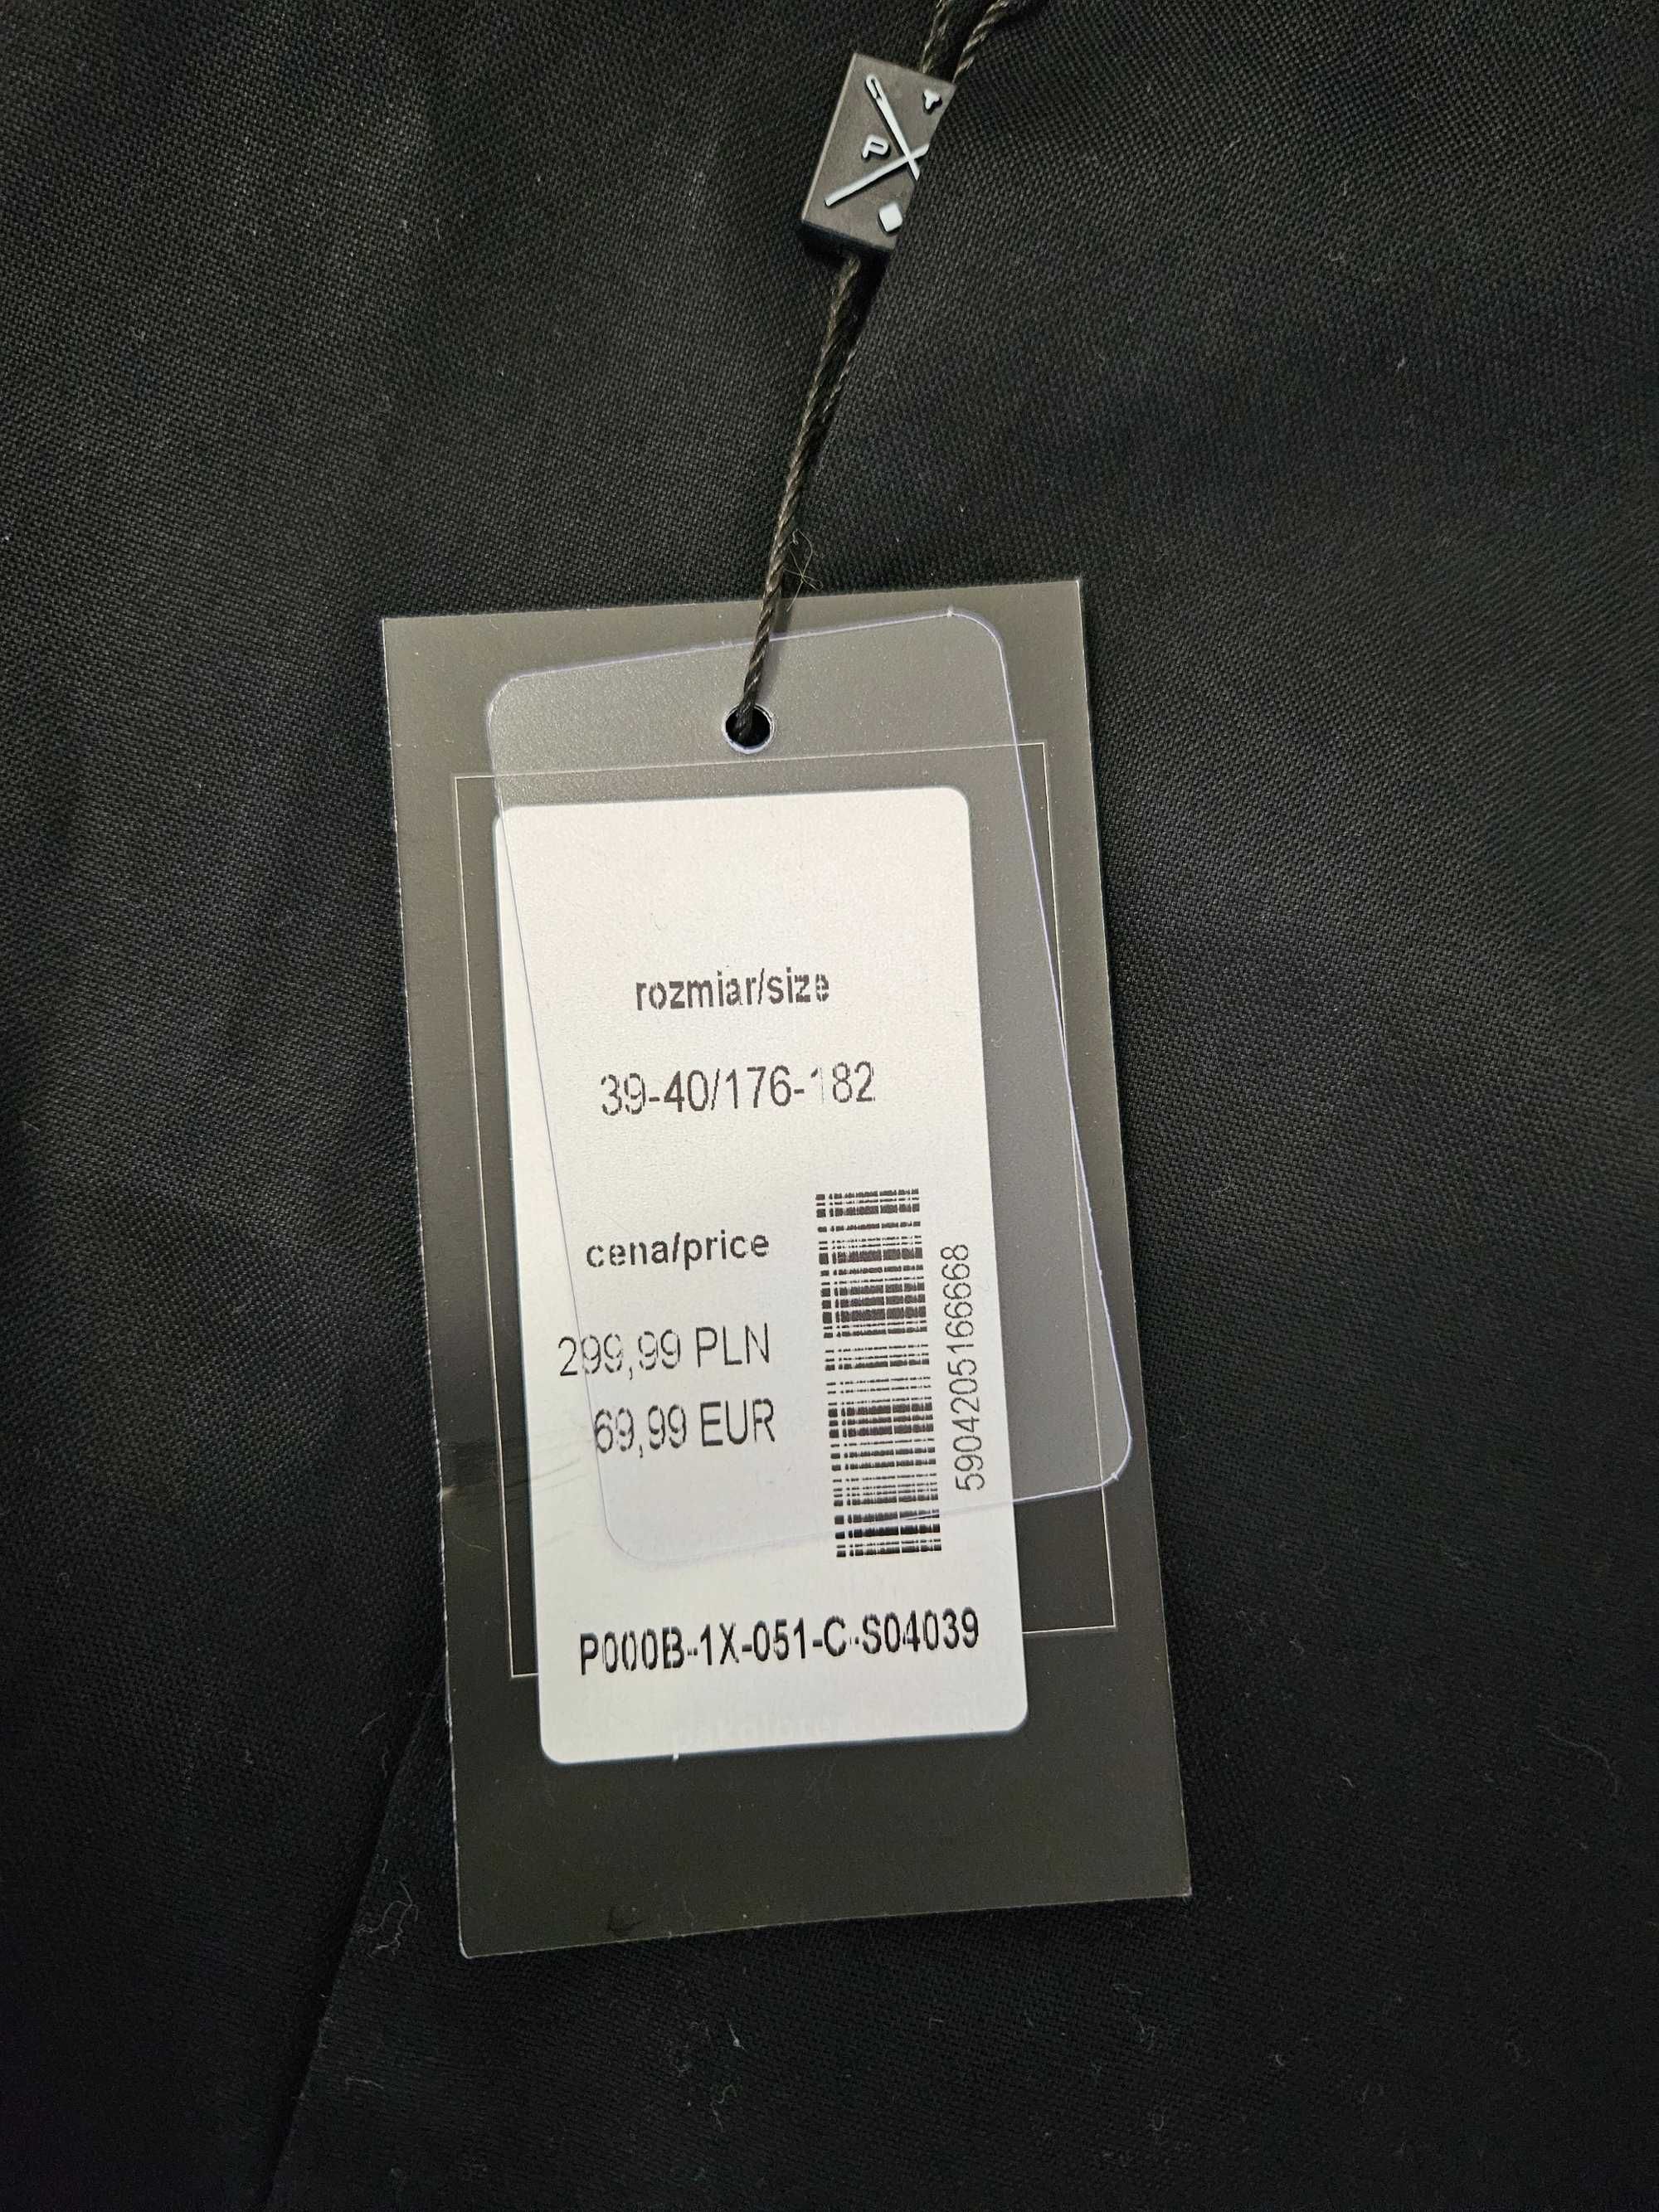 P
T
rozmiar/size
39-40/176-182
cena/price
299,99 PLN
69,99 EUR
5904205166668
P000B-1X-051-C-S04039